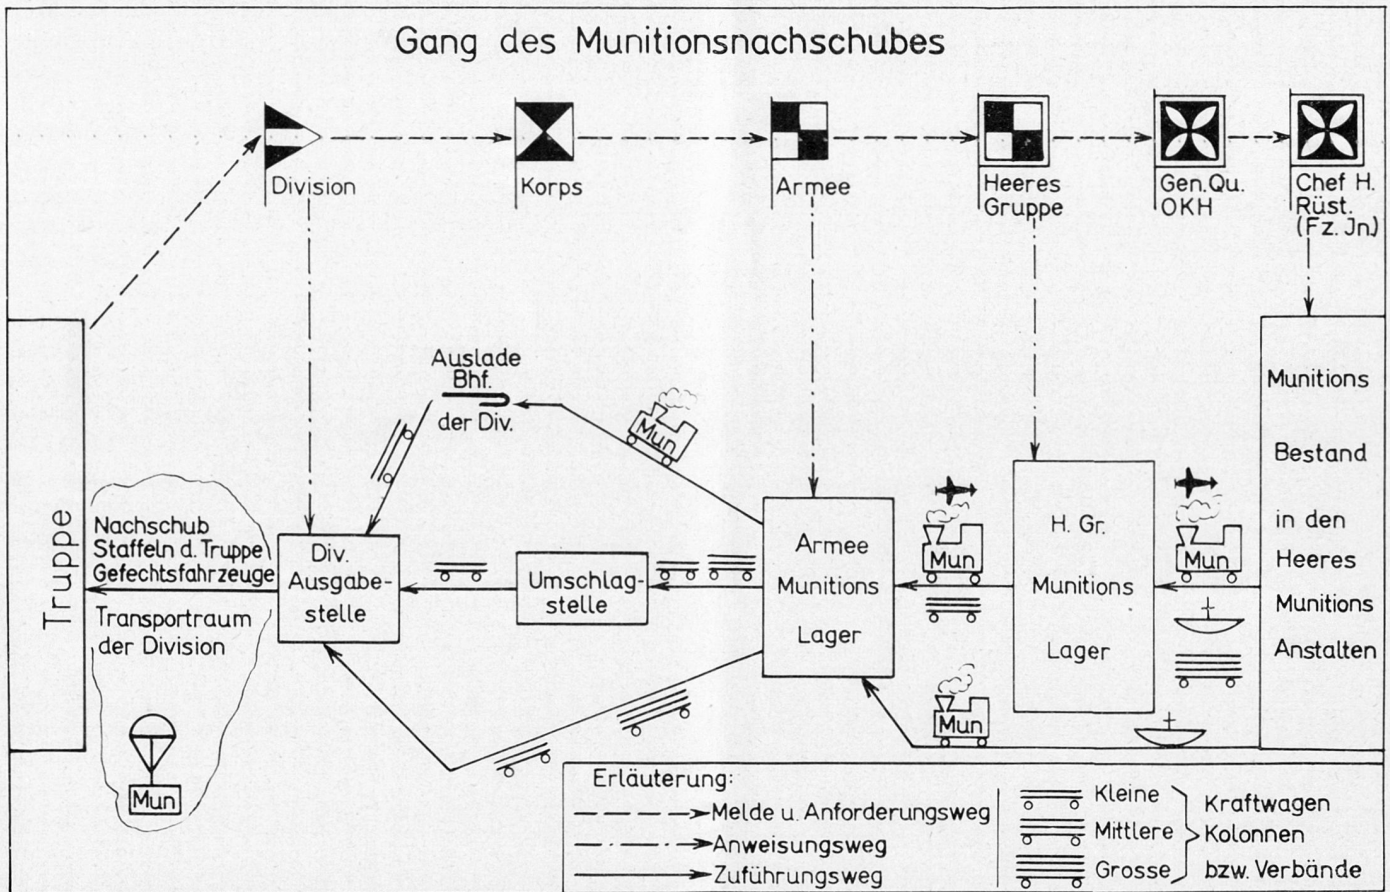 Gang des Munitionsnachschubes
Division
Korps
Armee
Heeres
Gruppe
Gen.Qu.
OKH
Chef H.
Rüst.
(Fz. Jn)
Truppe
Nachschub
Staffeln d. Truppe
Gefechtsfahrzeuge
Transportraum
der Division
Mun
Div.
Ausgabe-
stelle
Auslade
Bhf.
der Div.
Mun
Umschlag-
stelle
Armee
Munitions
Lager
Mun
Mun
H. Gr.
Munitions
Lager
Mun
Munitions
Bestand
in den
Heeres
Munitions
Anstalten
Erläuterung:
Melde u. Anforderungsweg
Anweisungsweg
Zuführungsweg
Kleine
Mittlere
Grosse
Kraftwagen
Kolonnen
bzw. Verbände